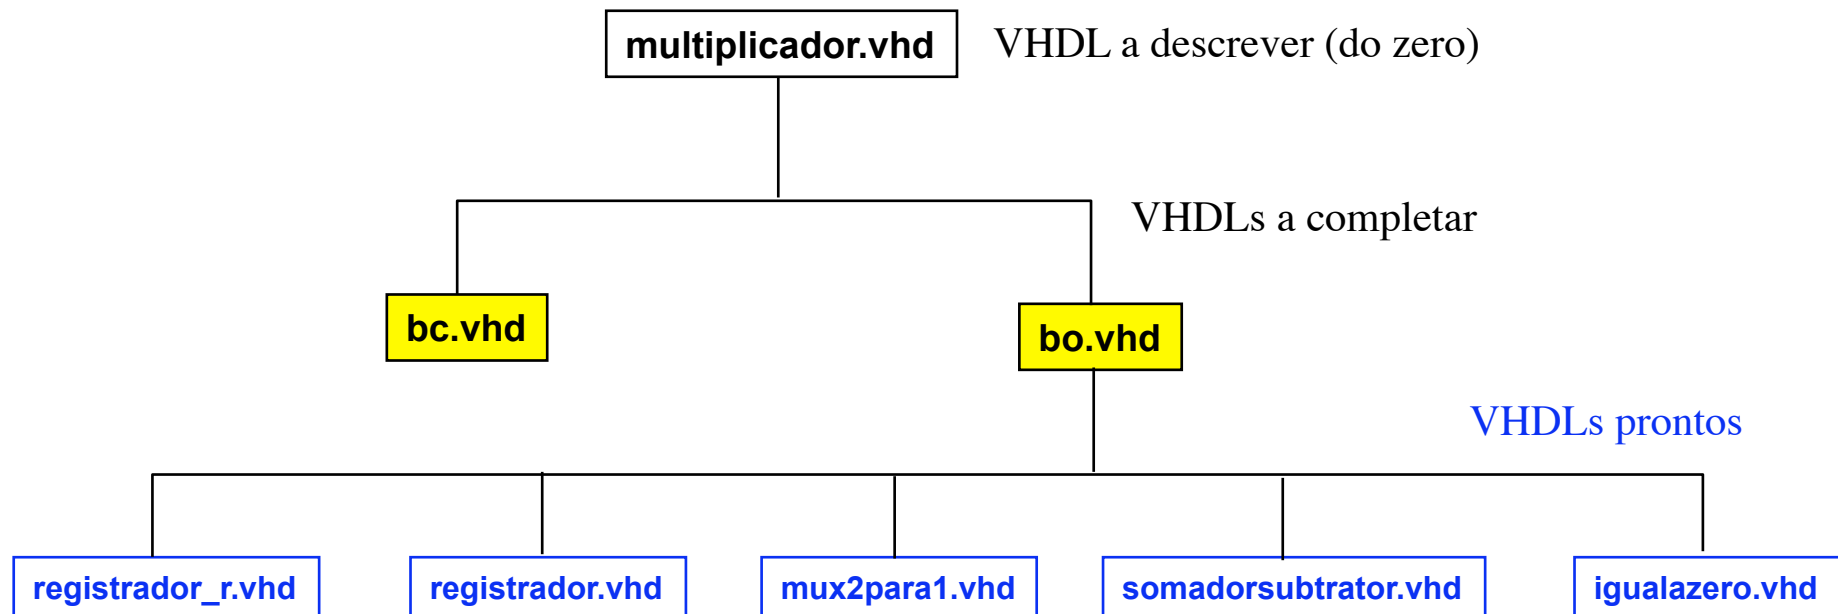 multiplicador.vhd
VHDL a descrever (do zero)
VHDLs a completar
bc.vhd
bo.vhd
VHDLs prontos
registrador_r.vhd
registrador.vhd
mux2para1.vhd
somadorsubtrator.vhd
igualazero.vhd